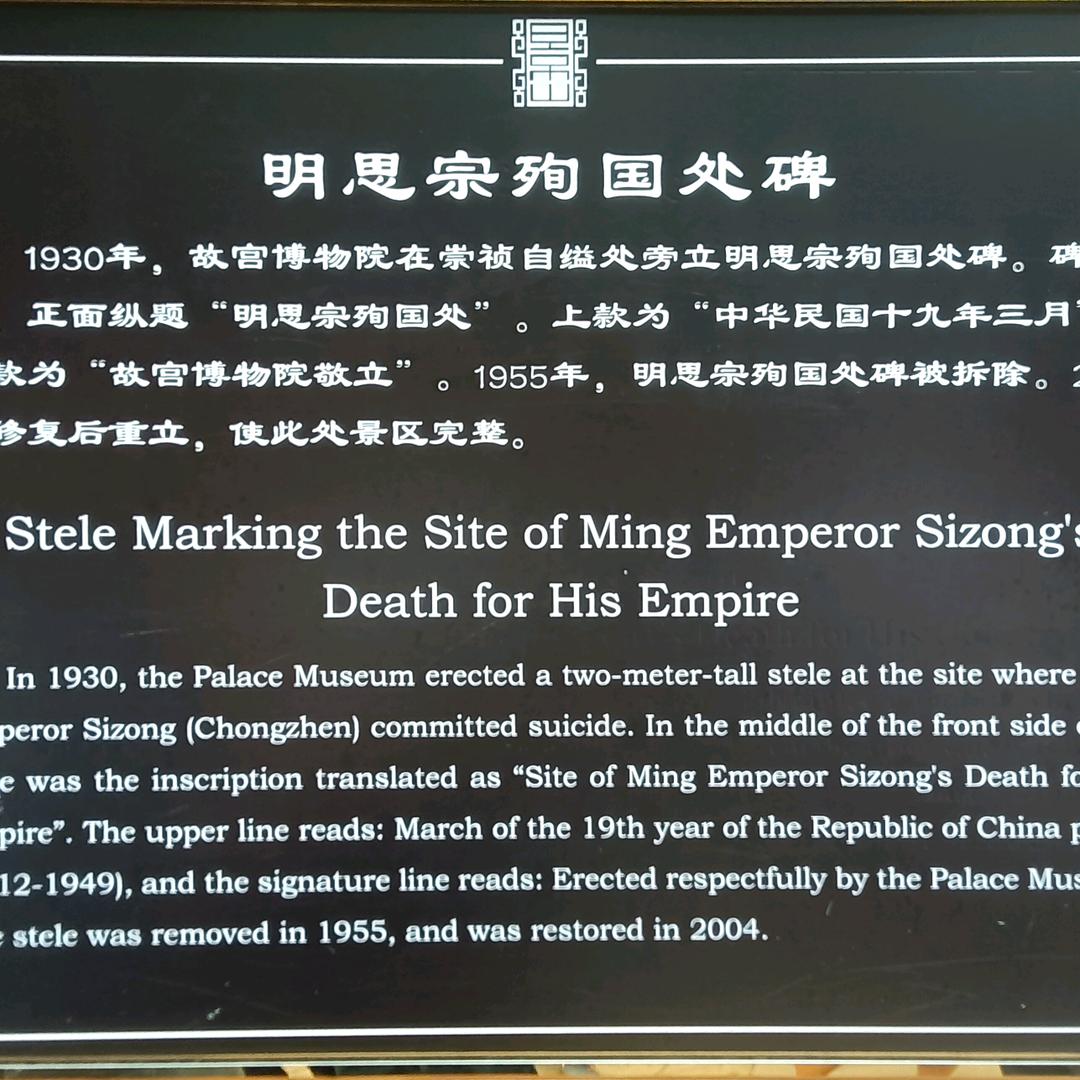 明思宗殉国处碑
1930年，故宫博物院在崇祯自缢处旁立明思宗殉国处碑。碑
正面纵题“明思宗殉国处”。上款为“中华民国十九年三月”
款为“故宫博物院敬立”。1955年，明思宗殉国处碑被拆除。2
修复后重立，使此处景区完整。
Stele Marking the Site of Ming Emperor Sizong's
Death for His Empire
In 1930, the Palace Museum erected a two-meter-tall stele at the site where
peror Sizong (Chongzhen) committed suicide. In the middle of the front side
e was the inscription translated as “Site of Ming Emperor Sizong's Death fo
pire”. The upper line reads: March of the 19th year of the Republic of China p
12-1949), and the signature line reads: Erected respectfully by the Palace Mus
stele was removed in 1955, and was restored in 2004.